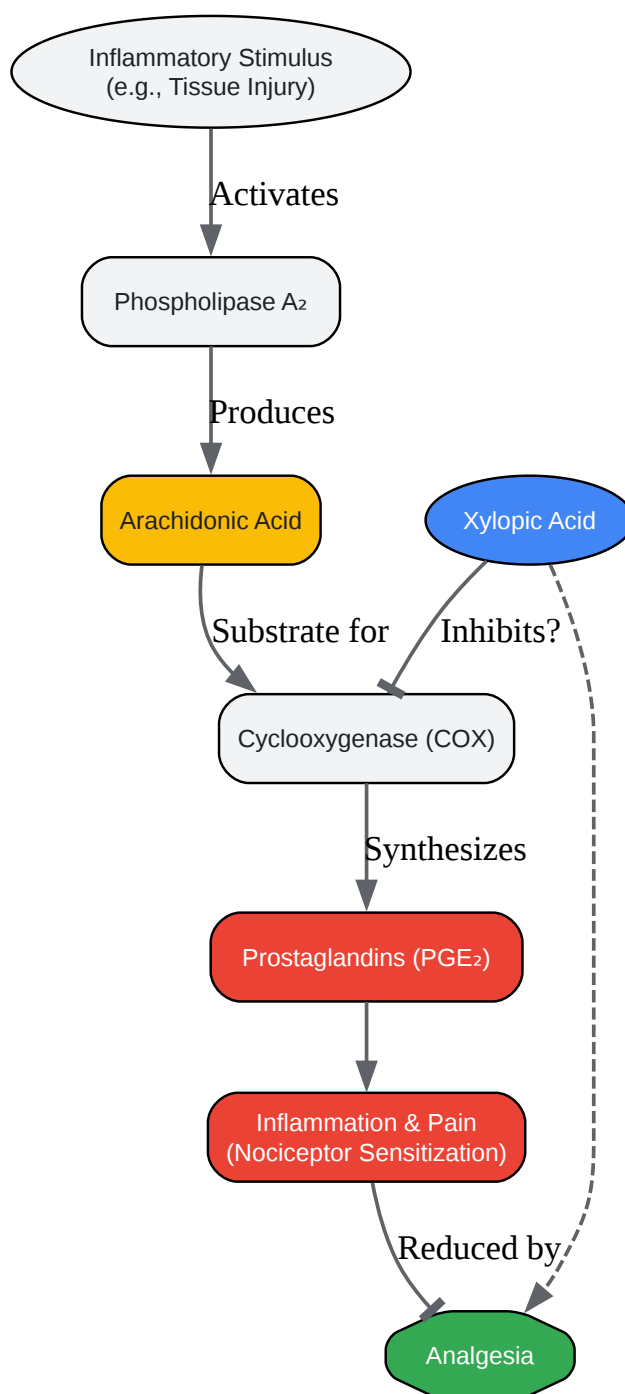 Inflammatory Stimulus
(e.g., Tissue Injury)
Activates
Phospholipase A₂
Produces
Arachidonic Acid
Xylopic Acid
Substrate for
Inhibits?
Cyclooxygenase (COX)
Synthesizes
Prostaglandins (PGE₂)
Inflammation & Pain
(Nociceptor Sensitization)
Reduced by
Analgesia